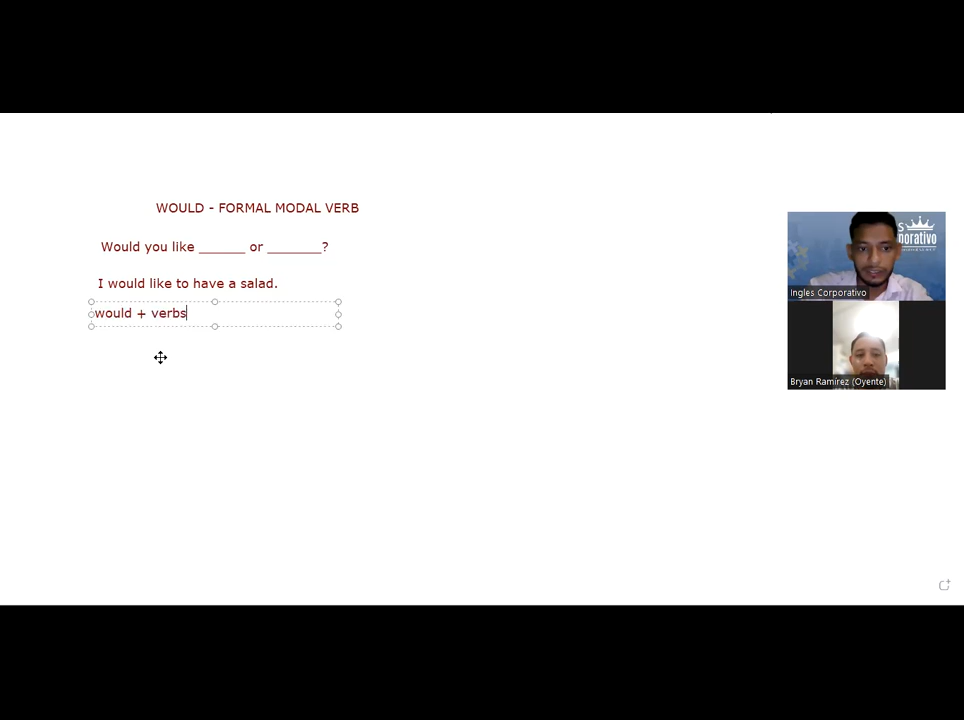 WOULD - FORMAL MODAL VERB
Would you like ______ or _______?
I would like to have a salad.
would + verbs
porativo
Ingles Corporativo
Bryan Ramirez (Oyente)